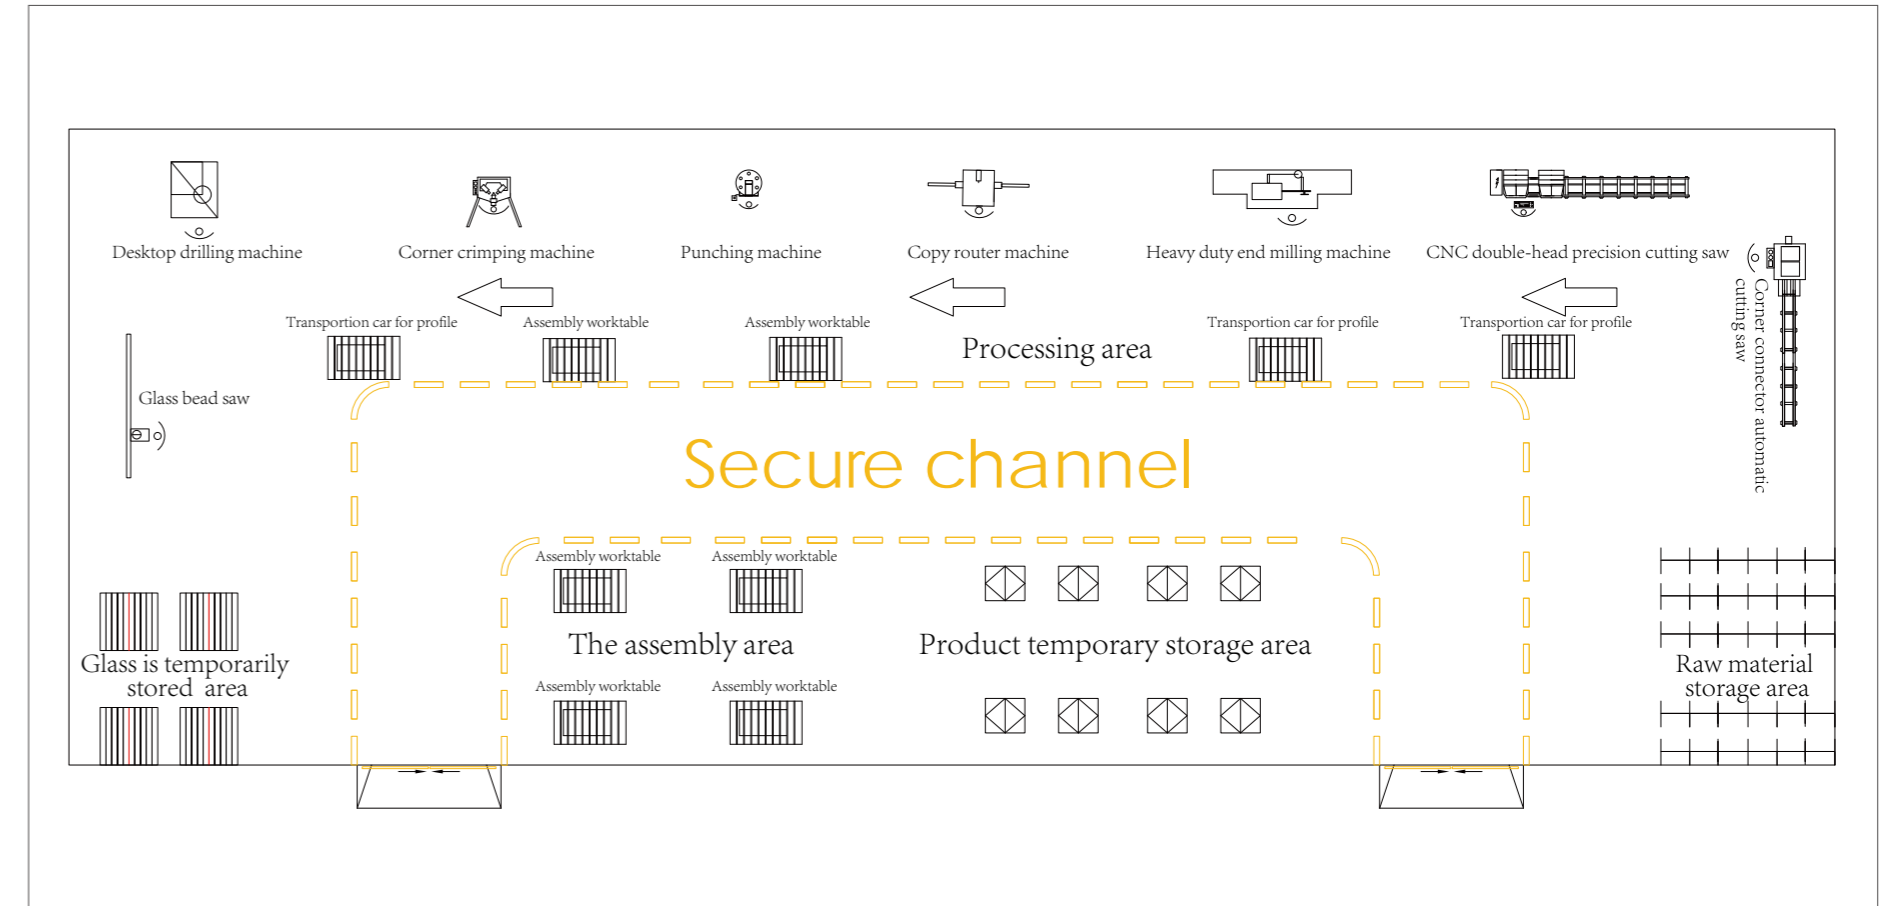 Desktop drilling machine
Corner crimping machine
Punching machine
Copy router machine
Heavy duty end milling machine
CNC double-head precision cutting saw
Corner connector automatic
cutting saw
Transportion car for profile
Assembly worktable
Assembly worktable
Transportion car for profile
Transportion car for profile
Processing area
Glass bead saw
Secure channel
Assembly worktable
Assembly worktable
The assembly area
Product temporary storage area
Glass is temporarily
stored area
Raw material
storage area
Assembly worktable
Assembly worktable